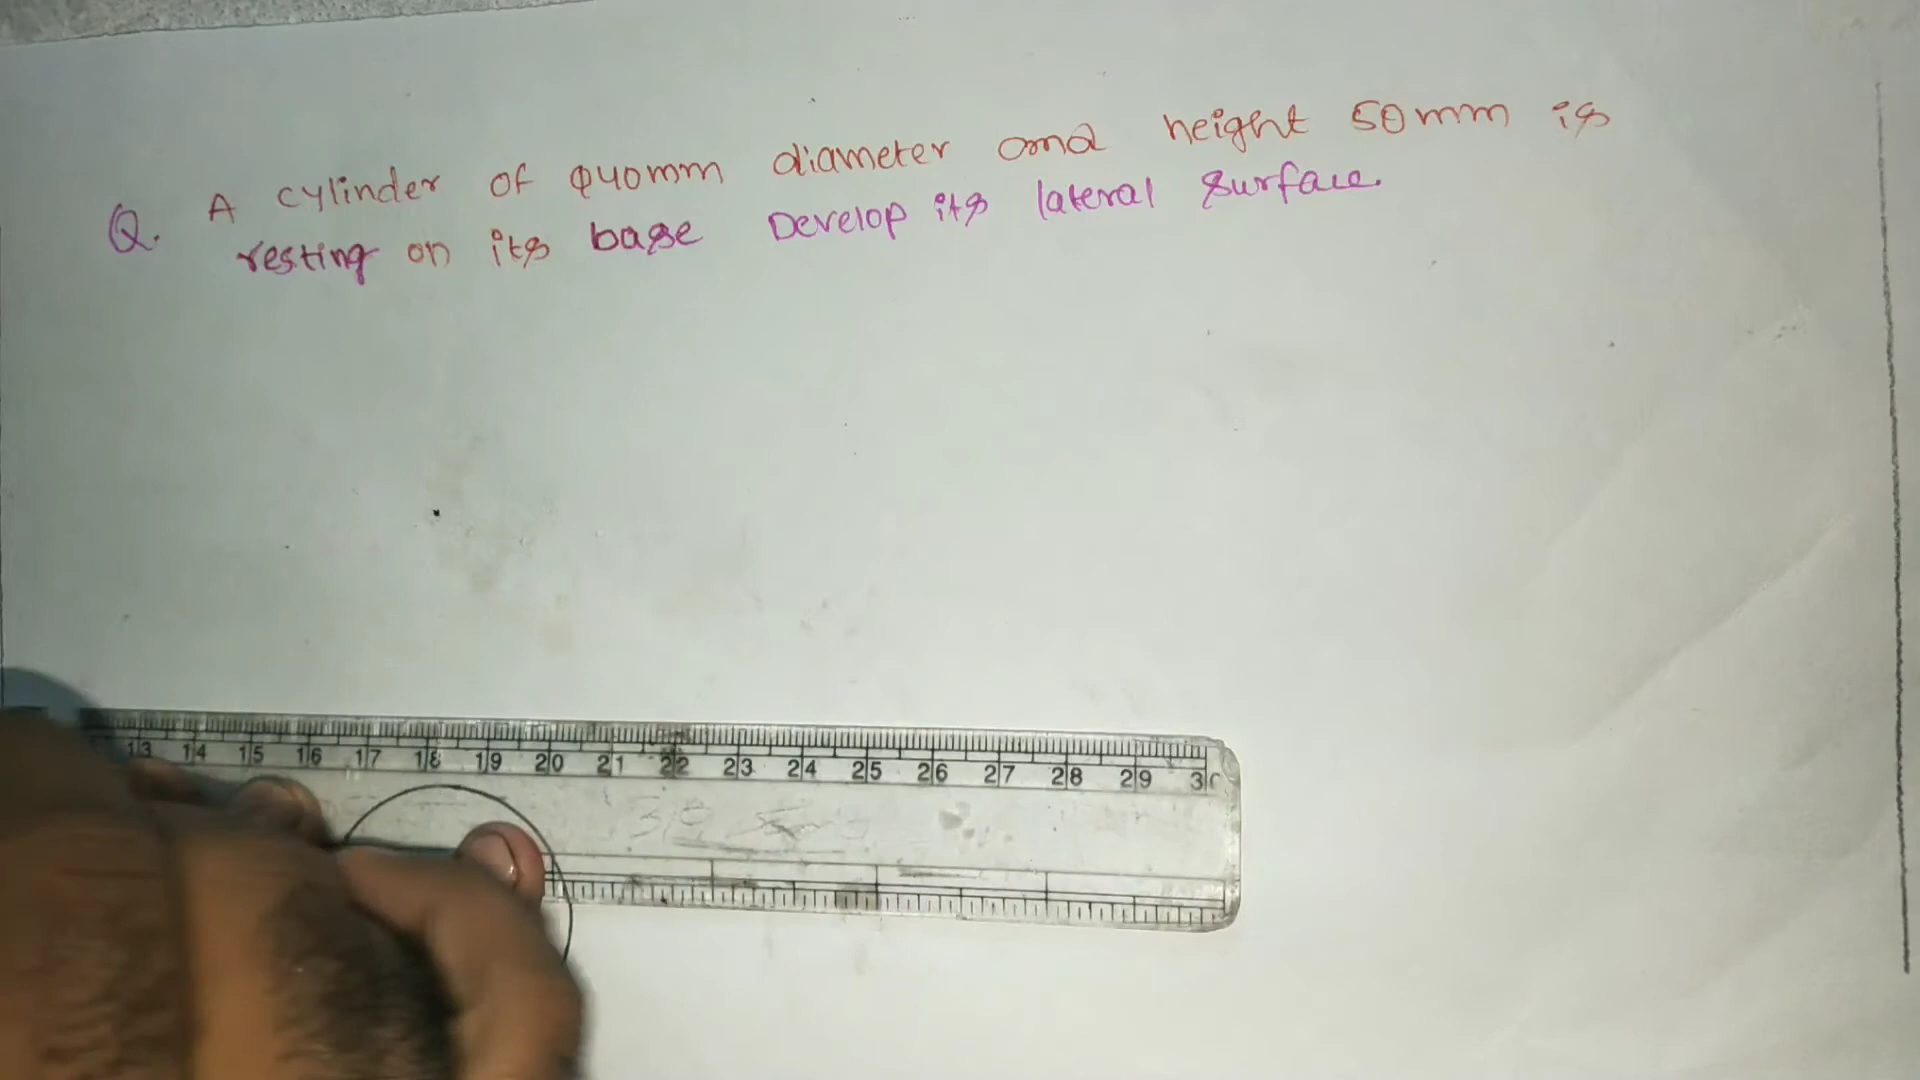 Q. A cylinder of φ40mm diameter and height 50mm is
resting on its base Develop its lateral surface.
13 14 15 16 17 18 19 20 21 22 23 24 25 26 27 28 29 30